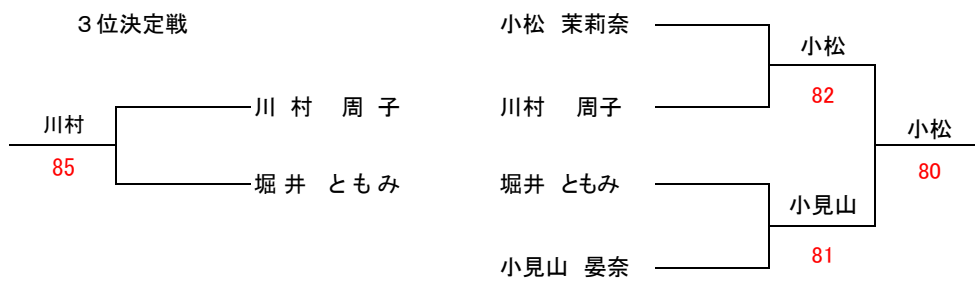 ３位決定戦
川村
85
川 村 周 子
堀 井 ともみ
小松 茉莉奈
川村 周子
堀井 ともみ
小見山 晏奈
小松
82
小見山
81
小松
80